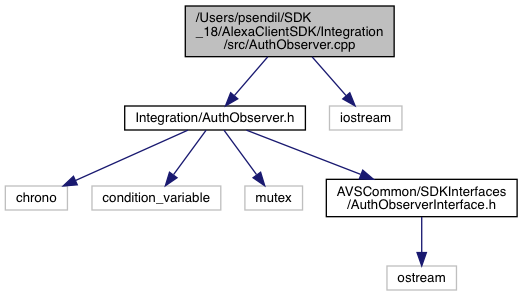 /Users/psendil/SDK
_18/AlexaClientSDK/Integration
/src/AuthObserver.cpp
Integration/AuthObserver.h
iostream
chrono
condition_variable
mutex
AVSCommon/SDKInterfaces
/AuthObserverInterface.h
ostream